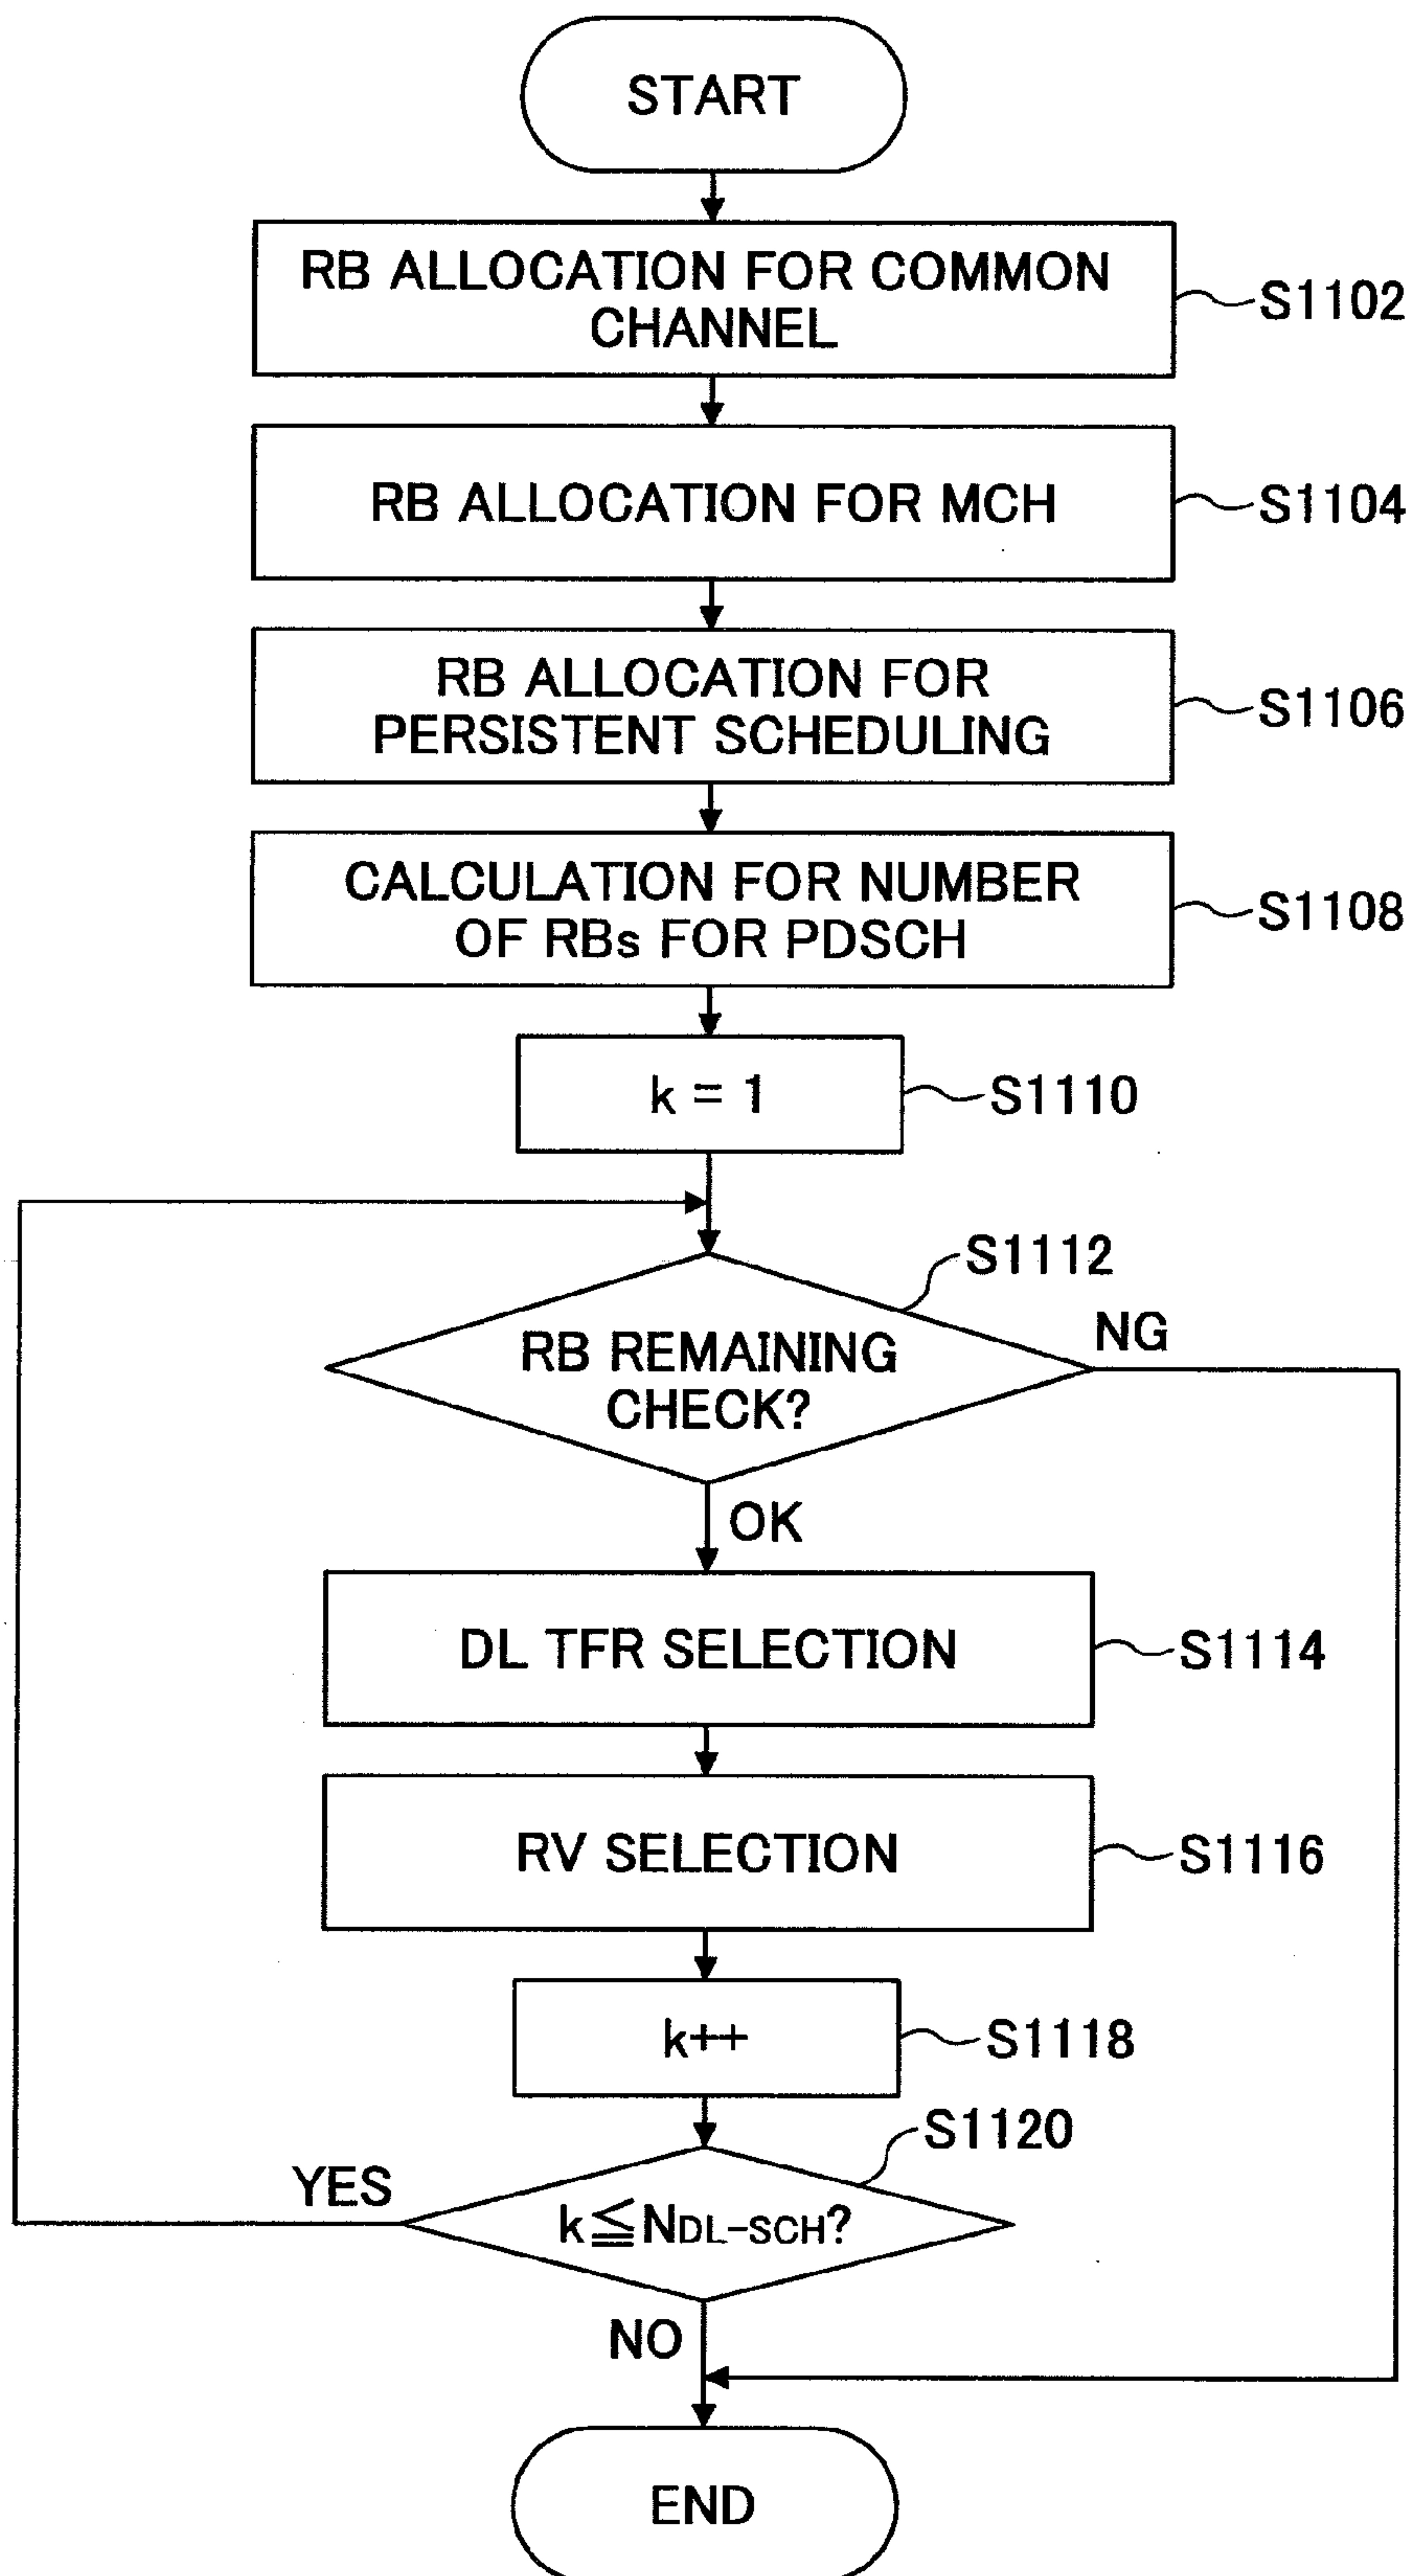 START
RB ALLOCATION FOR COMMON
CHANNEL
S1102
RB ALLOCATION FOR MCH
S1104
RB ALLOCATION FOR
PERSISTENT SCHEDULING
S1106
CALCULATION FOR NUMBER
OF RBs FOR PDSCH
S1108
k = 1
S1110
S1112
RB REMAINING
CHECK?
NG
OK
DL TFR SELECTION
S1114
RV SELECTION
S1116
k++
S1118
S1120
YES
k≦NDL-SCH?
NO
END